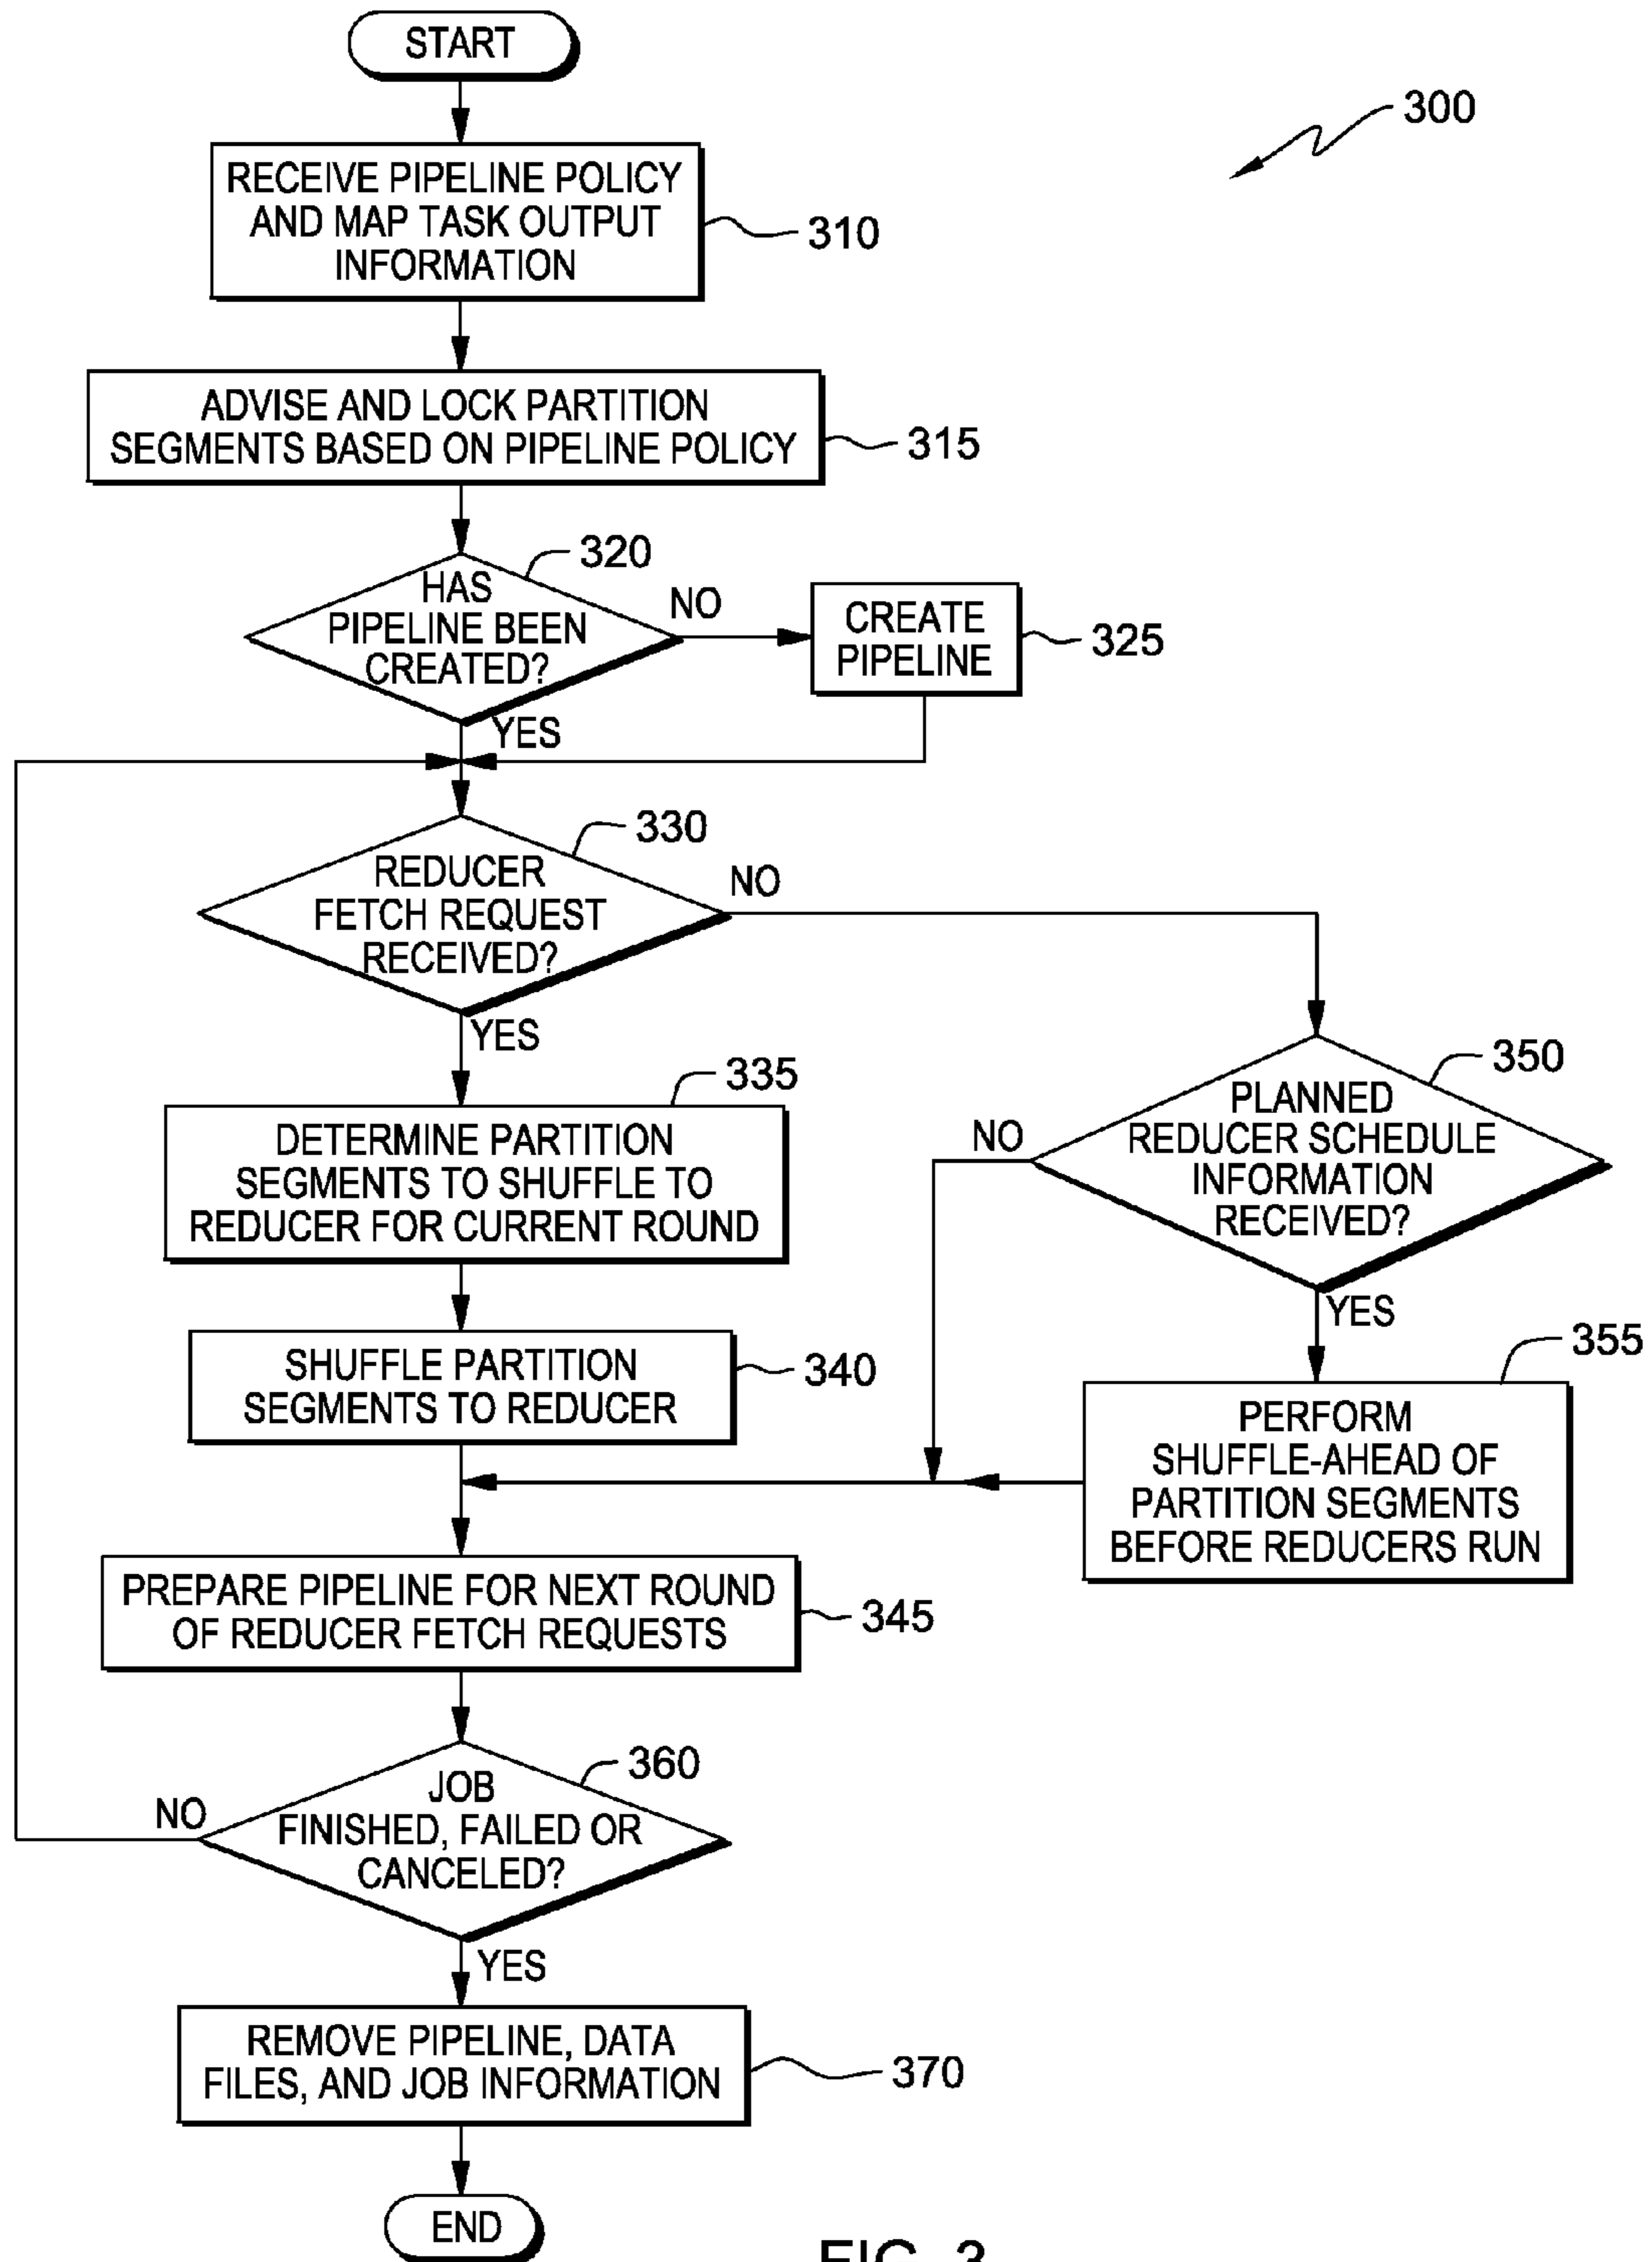 START
300
RECEIVE PIPELINE POLICY
AND MAP TASK OUTPUT
INFORMATION
310
ADVISE AND LOCK PARTITION
SEGMENTS BASED ON PIPELINE POLICY
315
320
HAS
PIPELINE BEEN
CREATED?
NO
CREATE
PIPELINE
325
YES
330
REDUCER
FETCH REQUEST
RECEIVED?
NO
YES
335
DETERMINE PARTITION
SEGMENTS TO SHUFFLE TO
REDUCER FOR CURRENT ROUND
350
PLANNED
REDUCER SCHEDULE
INFORMATION
RECEIVED?
NO
YES
SHUFFLE PARTITION
SEGMENTS TO REDUCER
340
355
PERFORM
SHUFFLE-AHEAD OF
PARTITION SEGMENTS
BEFORE REDUCERS RUN
PREPARE PIPELINE FOR NEXT ROUND
OF REDUCER FETCH REQUESTS
345
360
JOB
FINISHED, FAILED OR
CANCELED?
NO
YES
REMOVE PIPELINE, DATA
FILES, AND JOB INFORMATION
370
END
FIG. 3